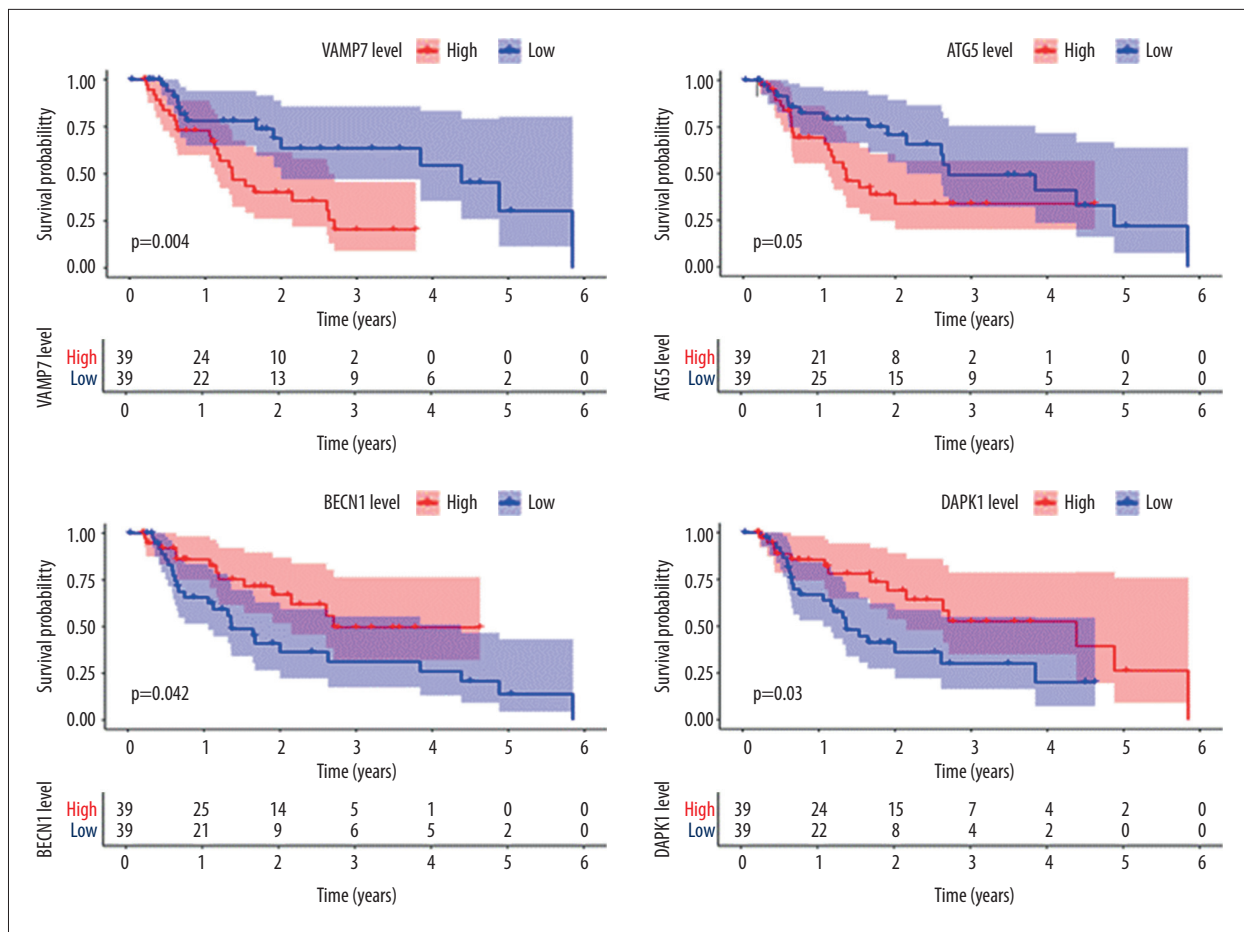 VAMP7 level High Low
Survival probabilitty
1.00
0.75
0.50
0.25
0.00
p=0.004
0 1 2 3 4 5 6
Time (years)
VAMP7 level
High 39 24 10 2 0 0 0
Low 39 22 13 9 6 2 0
0 1 2 3 4 5 6
Time (years)
ATG5 level High Low
Survival probabilitty
1.00
0.75
0.50
0.25
0.00
p=0.05
0 1 2 3 4 5 6
Time (years)
ATG5 level
High 39 21 8 2 1 0 0
Low 39 25 15 9 5 2 0
0 1 2 3 4 5 6
Time (years)
BECN1 level High Low
Survival probabilitty
1.00
0.75
0.50
0.25
0.00
p=0.042
0 1 2 3 4 5 6
Time (years)
BECN1 level
High 39 25 14 5 1 0 0
Low 39 21 9 6 5 2 0
0 1 2 3 4 5 6
Time (years)
DAPK1 level High Low
Survival probabilitty
1.00
0.75
0.50
0.25
0.00
p=0.03
0 1 2 3 4 5 6
Time (years)
DAPK1 level
High 39 24 15 7 4 2 0
Low 39 22 8 4 2 0 0
0 1 2 3 4 5 6
Time (years)